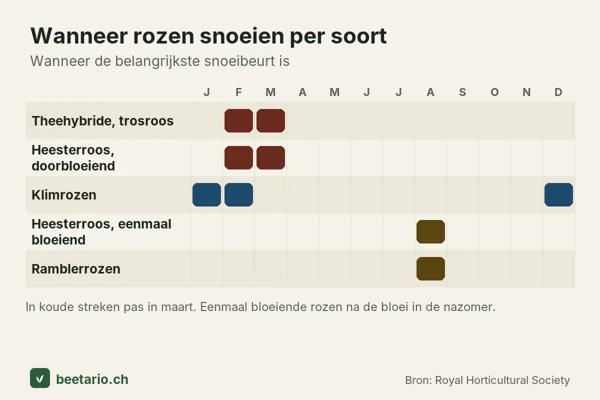 Wanneer rozen snoeien per soort
Wanneer de belangrijkste snoeibeurt is
J F M A M J J A S O N D
Theehybride, trosroos
Heesterroos,
doorbloeiend
Klimrozen
Heesterroos, eenmaal
bloeiend
Ramblerrozen
In koude streken pas in maart. Eenmaal bloeiende rozen na de bloei in de nazomer.
beetario.ch
Bron: Royal Horticultural Society